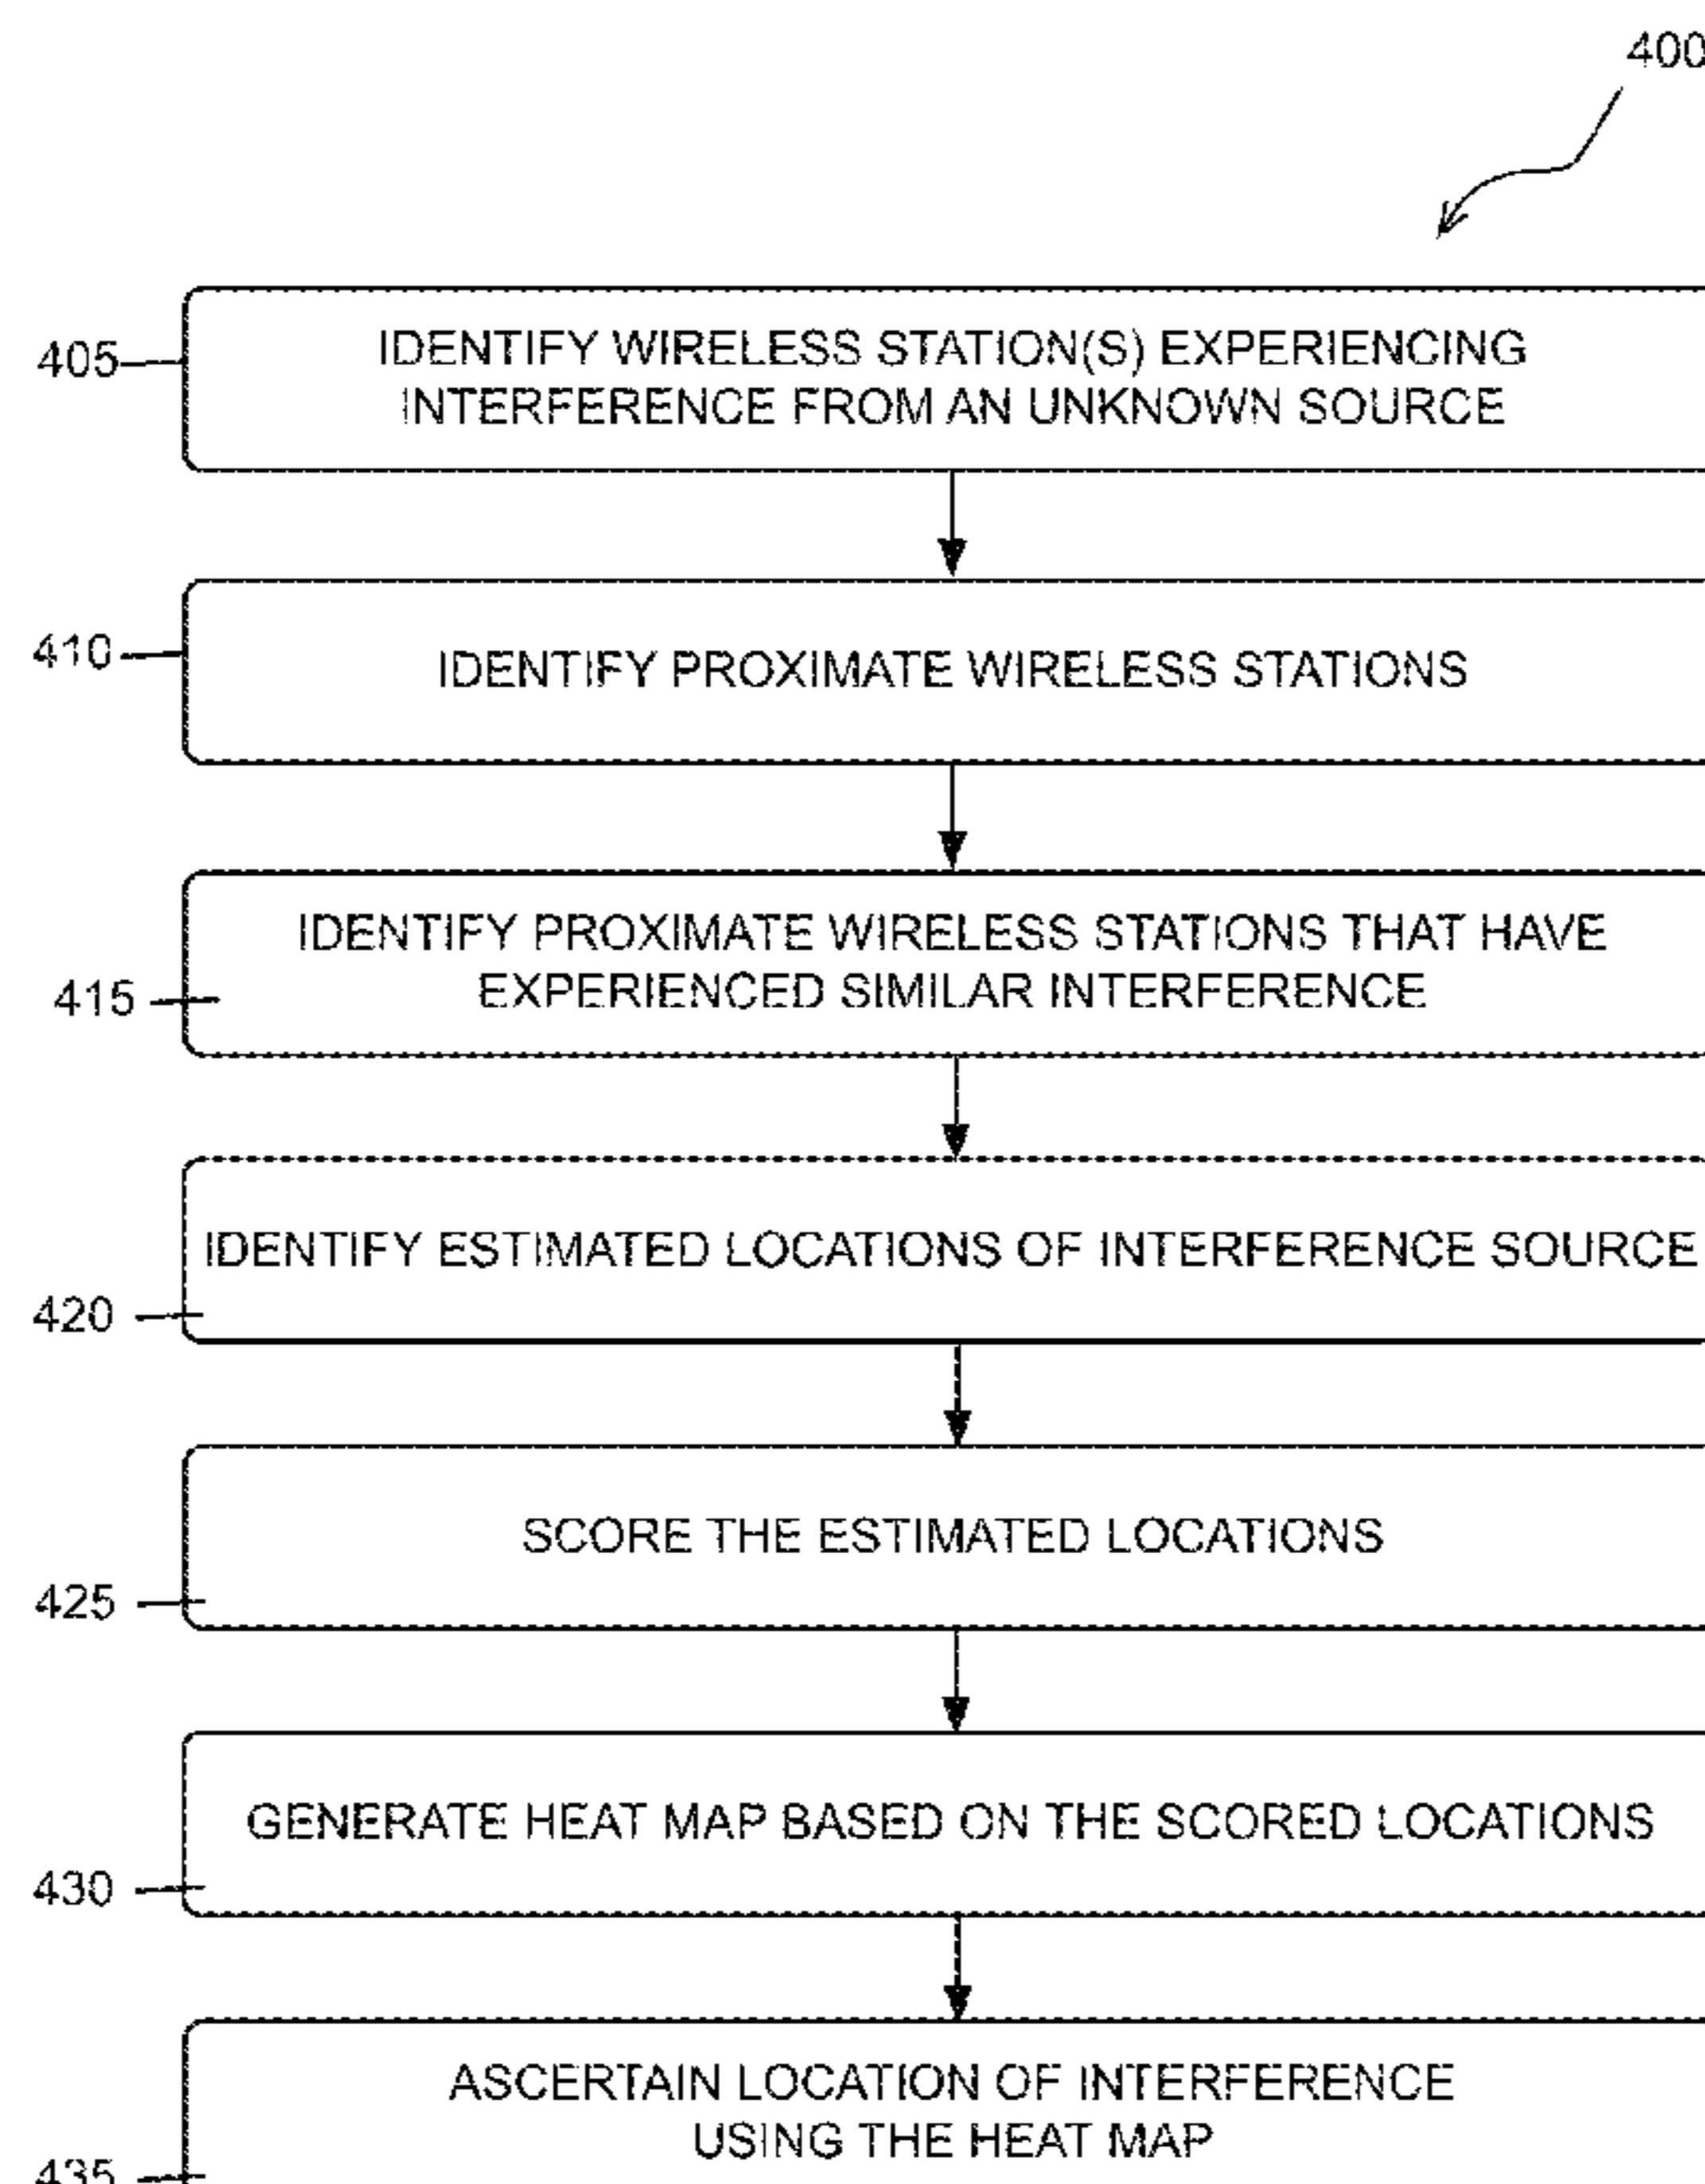 400
405
IDENTIFY WIRELESS STATION(S) EXPERIENCING
INTERFERENCE FROM AN UNKNOWN SOURCE
410
IDENTIFY PROXIMATE WIRELESS STATIONS
IDENTIFY PROXIMATE WIRELESS STATIONS THAT HAVE
EXPERIENCED SIMILAR INTERFERENCE
415
IDENTIFY ESTIMATED LOCATIONS OF INTERFERENCE SOURCE
420
SCORE THE ESTIMATED LOCATIONS
425
GENERATE HEAT MAP BASED ON THE SCORED LOCATIONS
430
ASCERTAIN LOCATION OF INTERFERENCE
USING THE HEAT MAP
435